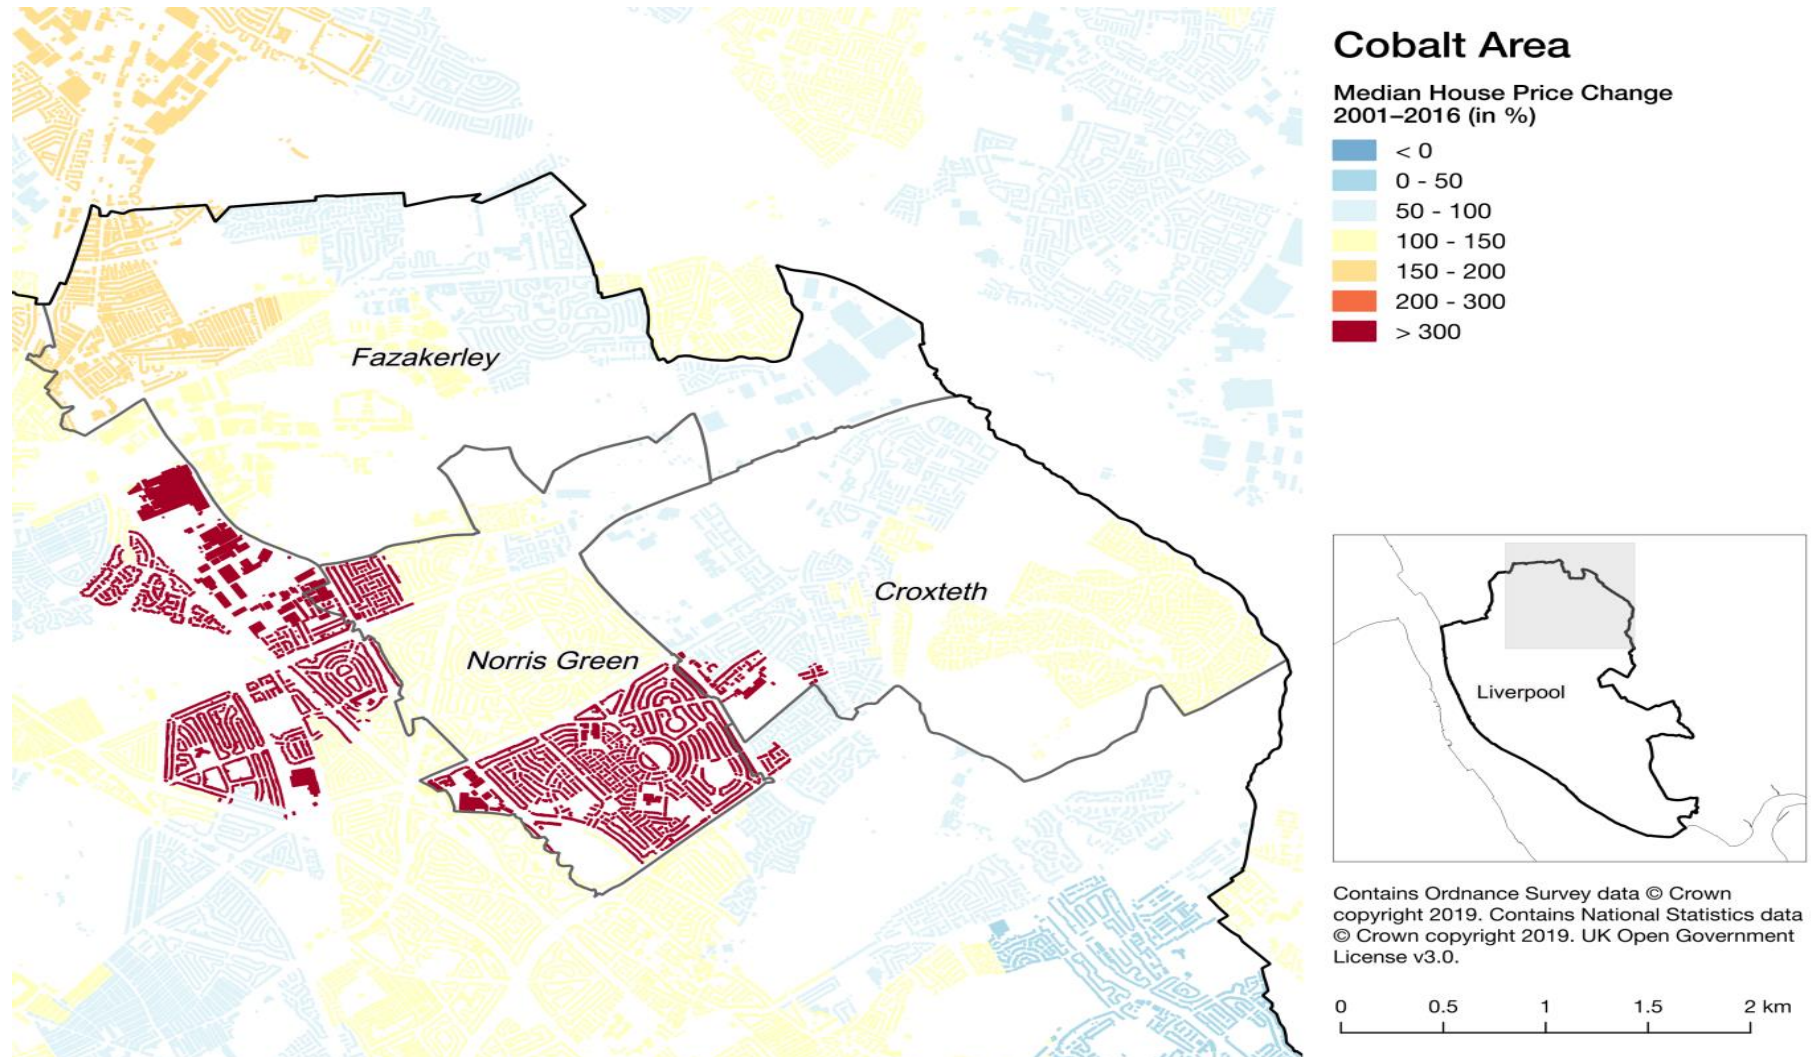 Cobalt Area
Median House Price Change
2001–2016 (in %)
< 0
0 - 50
50 - 100
100 - 150
150 - 200
200 - 300
> 300
Fazakerley
Croxteth
Norris Green
Liverpool
Contains Ordnance Survey data © Crown
copyright 2019. Contains National Statistics data
© Crown copyright 2019. UK Open Government
License v3.0.
0 0.5 1 1.5 2 km